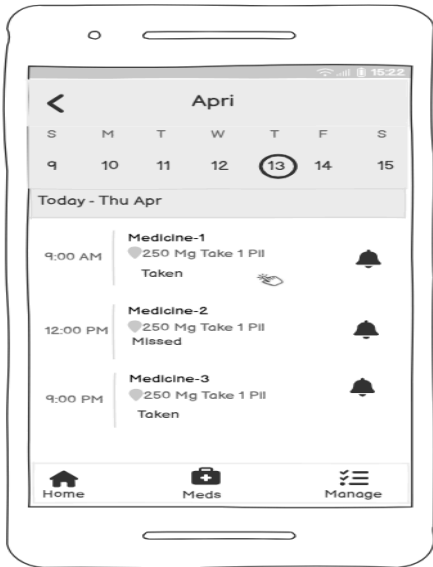 15:22
Apri
S M T W T F S
9 10 11 12 13 14 15
Today - Thu Apr
Medicine-1
9:00 AM 250 Mg Take 1 Pil
Taken
Medicine-2
12:00 PM 250 Mg Take 1 Pil
Missed
Medicine-3
9:00 PM 250 Mg Take 1 Pil
Taken
Home Meds Manage